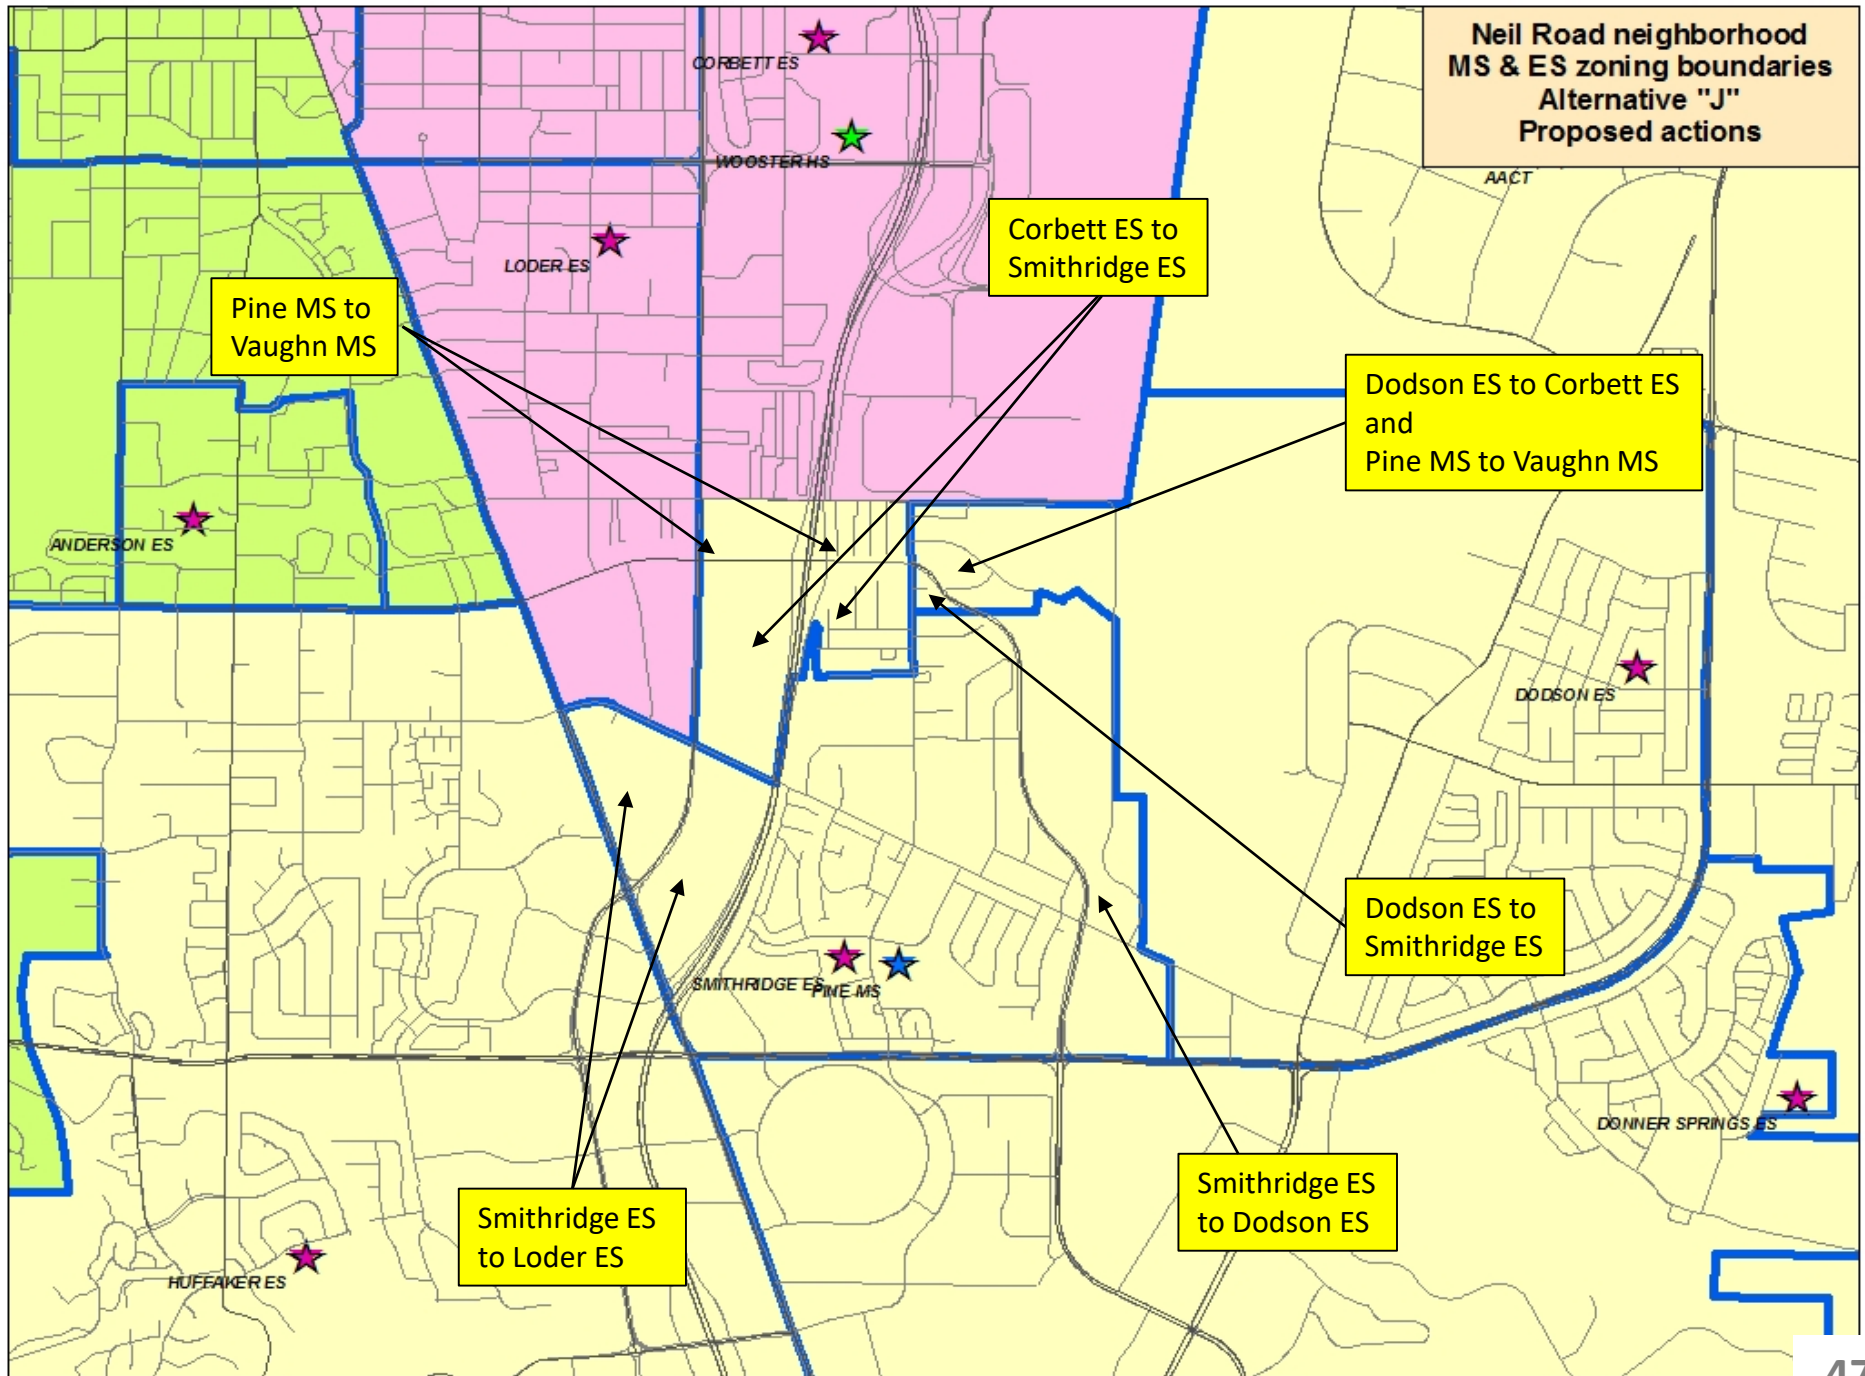 Neil Road neighborhood
MS & ES zoning boundaries
Alternative "J"
Proposed actions
CORBETT ES
WOOSTER HS
AACT
Corbett ES to
Smithridge ES
LODER ES
Pine MS to
Vaughn MS
Dodson ES to Corbett ES
and
Pine MS to Vaughn MS
ANDERSON ES
DODSON ES
Dodson ES to
Smithridge ES
SMITHRIDGE ES
PINE MS
DONNER SPRINGS ES
Smithridge ES
to Dodson ES
Smithridge ES
to Loder ES
HUFFAKER ES
47